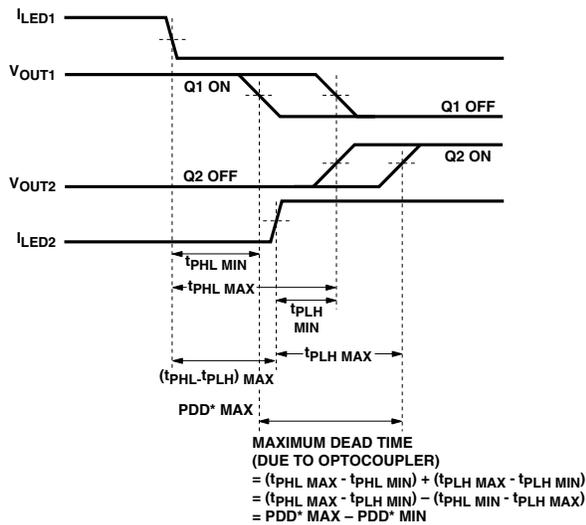 ILED1
VOUT1
Q1 ON
Q1 OFF
Q2 OFF
Q2 ON
VOUT2
ILED2
tPHL MIN
tPHL MAX
tPLH
MIN
tPLH MAX
(tPHL-tPLH) MAX
PDD* MAX
MAXIMUM DEAD TIME
(DUE TO OPTOCOUPLER)
= (tPHL MAX - tPHL MIN) + (tPLH MAX - tPLH MIN)
= (tPHL MAX - tPLH MIN) – (tPHL MIN - tPLH MAX)
= PDD* MAX – PDD* MIN